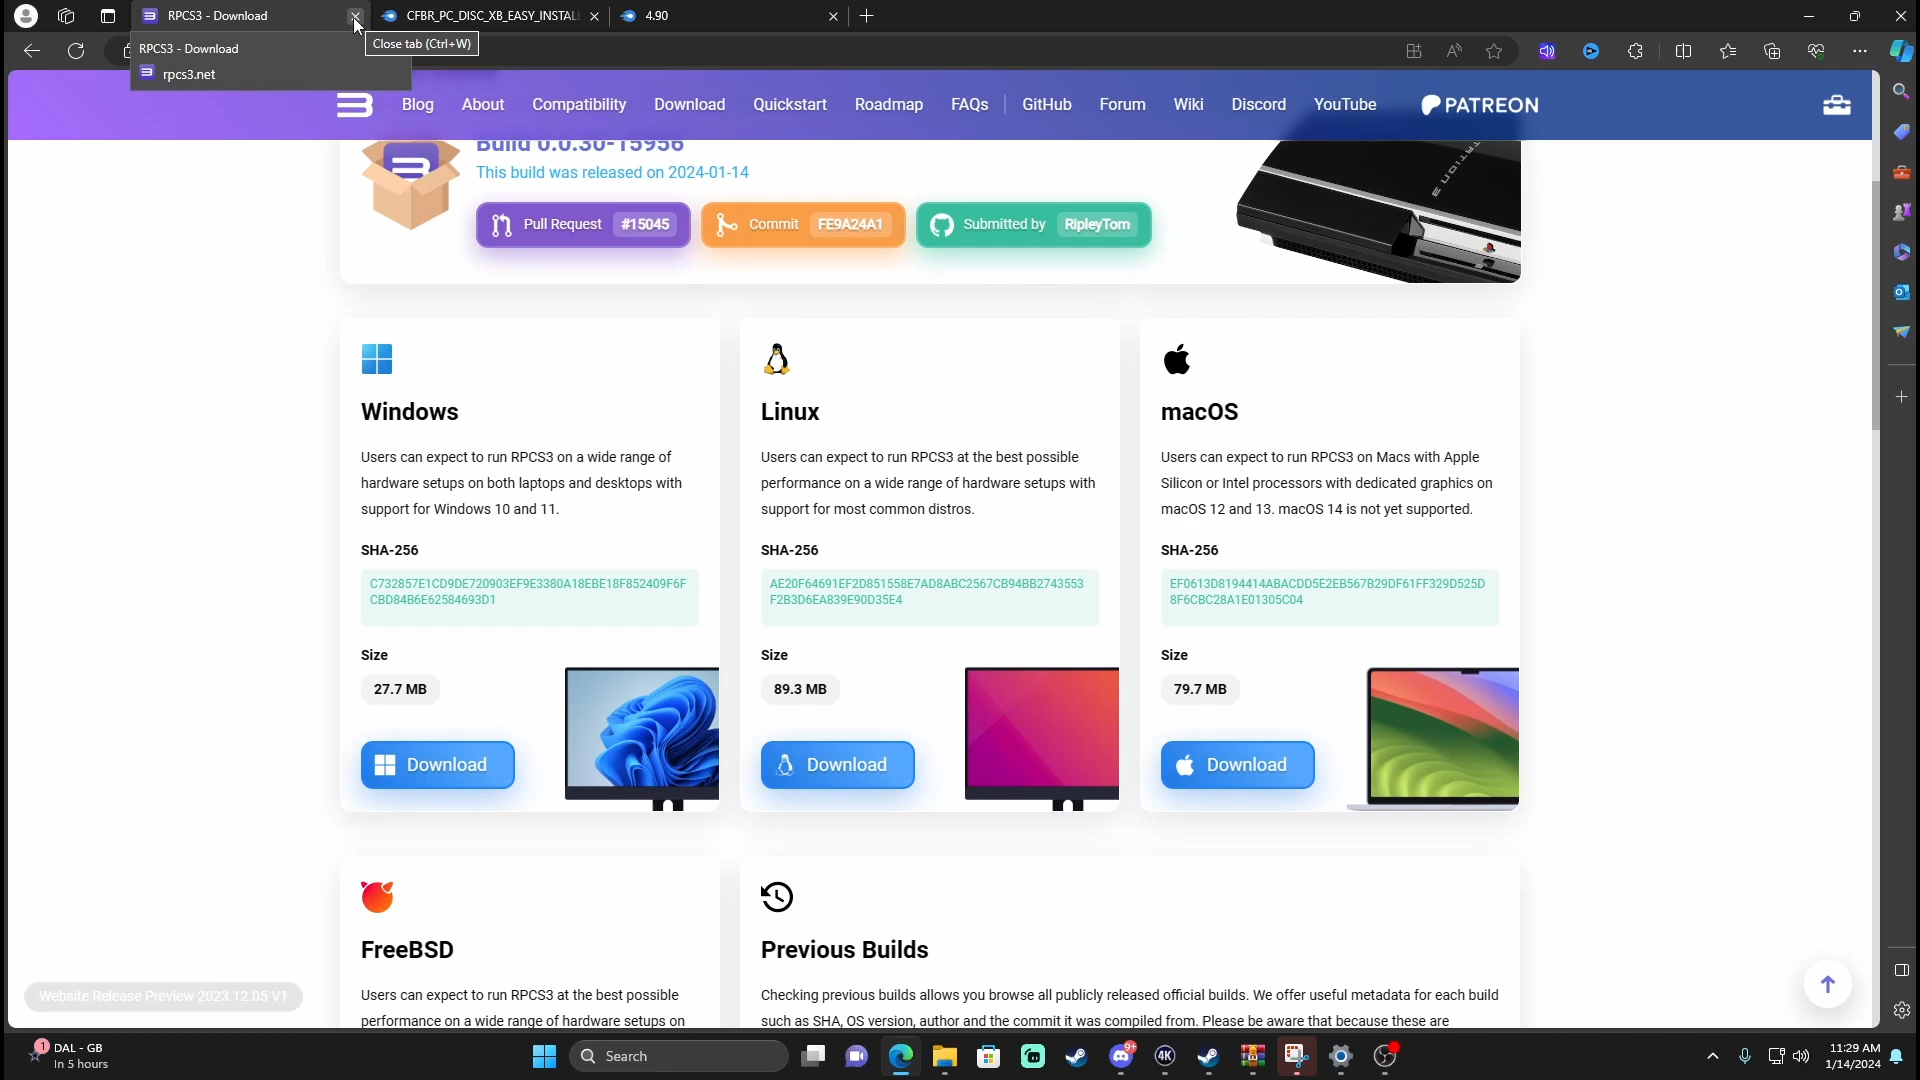 RPCS3 - Download
CFBR_PC_DISC_XB_EASY_INSTALL
4.90
RPCS3 - Download
rpcs3.net
Close tab (Ctrl+W)
Blog
About
Compatibility
Download
Quickstart
Roadmap
FAQs
GitHub
Forum
Wiki
Discord
YouTube
PATREON
Build 0.0.30-15956
This build was released on 2024-01-14
Pull Request #15045
Commit FE9A24A1
Submitted by RipleyTom
Windows
Users can expect to run RPCS3 on a wide range of
hardware setups on both laptops and desktops with
support for Windows 10 and 11.
SHA-256
C732857E1CD9DE720903EF9E3380A18EBE18F852409F6F
CBD84B6E62584693D1
Size
27.7 MB
Download
Linux
Users can expect to run RPCS3 at the best possible
performance on a wide range of hardware setups with
support for most common distros.
SHA-256
AE20F64691EF2D851558E7AD8ABC2567CB94BB2743553
F2B3D6EA839E90D35E4
Size
89.3 MB
Download
macOS
Users can expect to run RPCS3 on Macs with Apple
Silicon or Intel processors with dedicated graphics on
macOS 12 and 13. macOS 14 is not yet supported.
SHA-256
EF0613D8194414ABACDD5E2EB567B29DF61FF329D525D
8F6CBC28A1E01305C04
Size
79.7 MB
Download
FreeBSD
Users can expect to run RPCS3 at the best possible
performance on a wide range of hardware setups on
Previous Builds
Checking previous builds allows you browse all publicly released official builds. We offer useful metadata for each build
such as SHA, OS version, author and the commit it was compiled from. Please be aware that because these are
Website Release Preview 2023.12.05 V1
1
DAL - GB
In 5 hours
Search
9+
4K
11:29 AM
1/14/2024